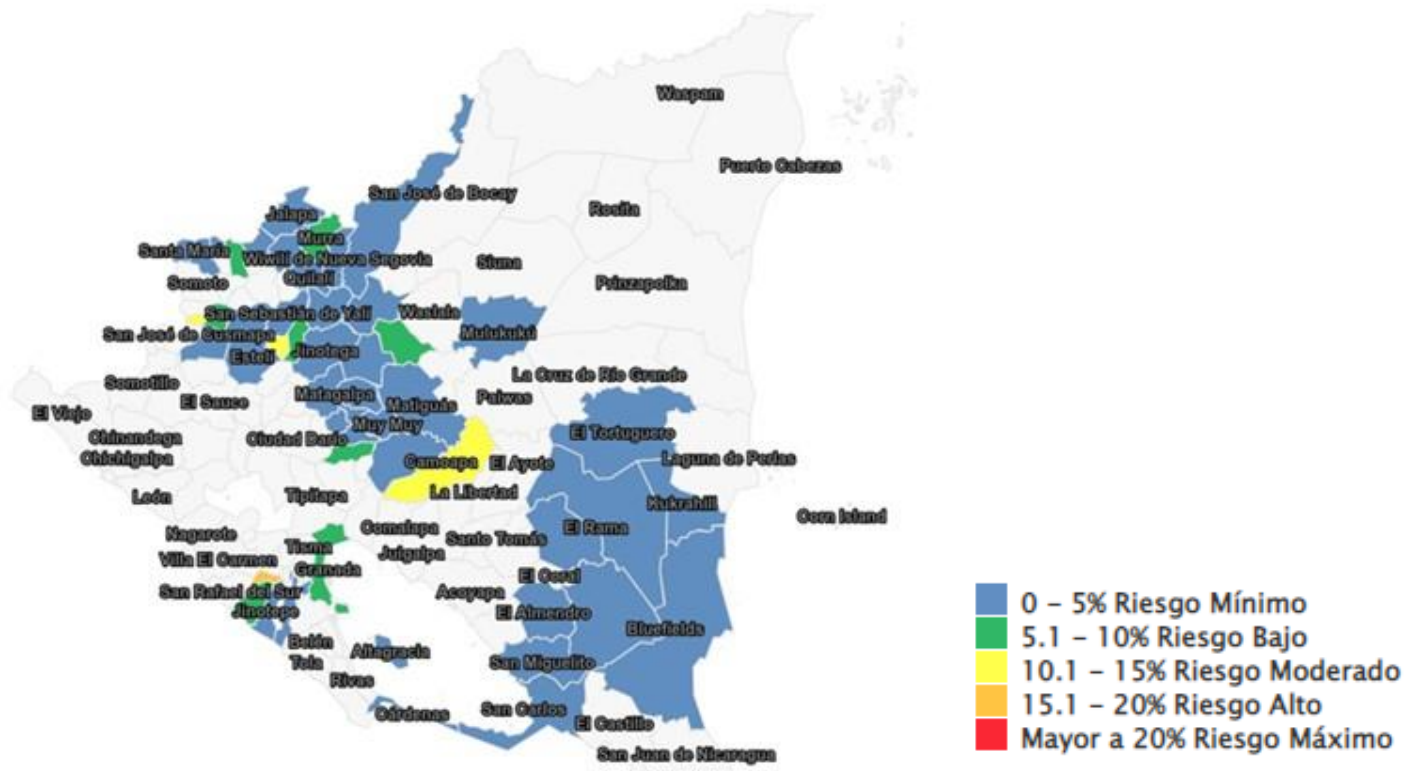 Waspam
Puerto Cabezas
San José de Bocay
Rosita
Jalapa
Murra
Santa María
Wiwilí de Nueva Segovia
Siuna
Quilalí
Somoto
Prinzapolka
San Sebastián de Yalí
Waslala
San José de Cusmapa
Mulukukú
Estelí
Jinotega
La Cruz de Río Grande
Somotillo
Matagalpa
Paiwas
El Sauce
Matiguás
El Viejo
Muy Muy
El Tortuguero
Chinandega
Ciudad Darío
Chichigalpa
Camoapa
El Ayote
Laguna de Perlas
León
Tipitapa
La Libertad
Kukrahill
Corn Island
Nagarote
Comalapa
El Rama
Tisma
Santo Tomás
Juigalpa
Villa El Carmen
Granada
El Coral
San Rafael del Sur
Acoyapa
Jinotepe
El Almendro
Bluefields
Belén
Altagracia
Tola
San Miguelito
Rivas
Cárdenas
San Carlos
El Castillo
San Juan de Nicaragua
0 – 5% Riesgo Mínimo
5.1 – 10% Riesgo Bajo
10.1 – 15% Riesgo Moderado
15.1 – 20% Riesgo Alto
Mayor a 20% Riesgo Máximo